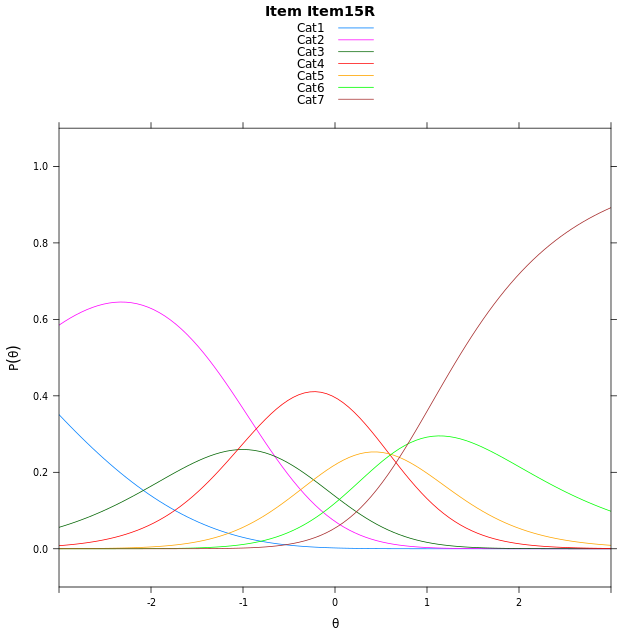 Item Item15R
Cat1
Cat2
Cat3
Cat4
Cat5
Cat6
Cat7
1.0
0.8
0.6
0.4
0.2
0.0
P(θ)
-2 -1 0 1 2
θ